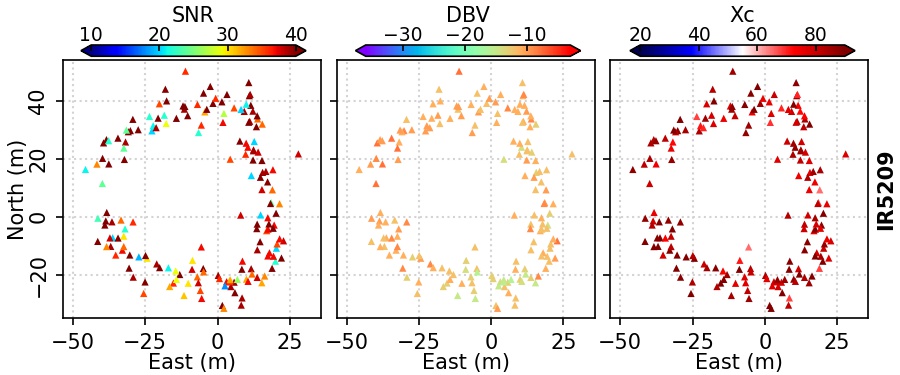 SNR DBV Xc
10 20 30 40 −30 −20 −10 20 40 60 80
North (m)
40
20
0
−20
−50 −25 0 25 −50 −25 0 25 −50 −25 0 25
East (m) East (m) East (m)
IR5209